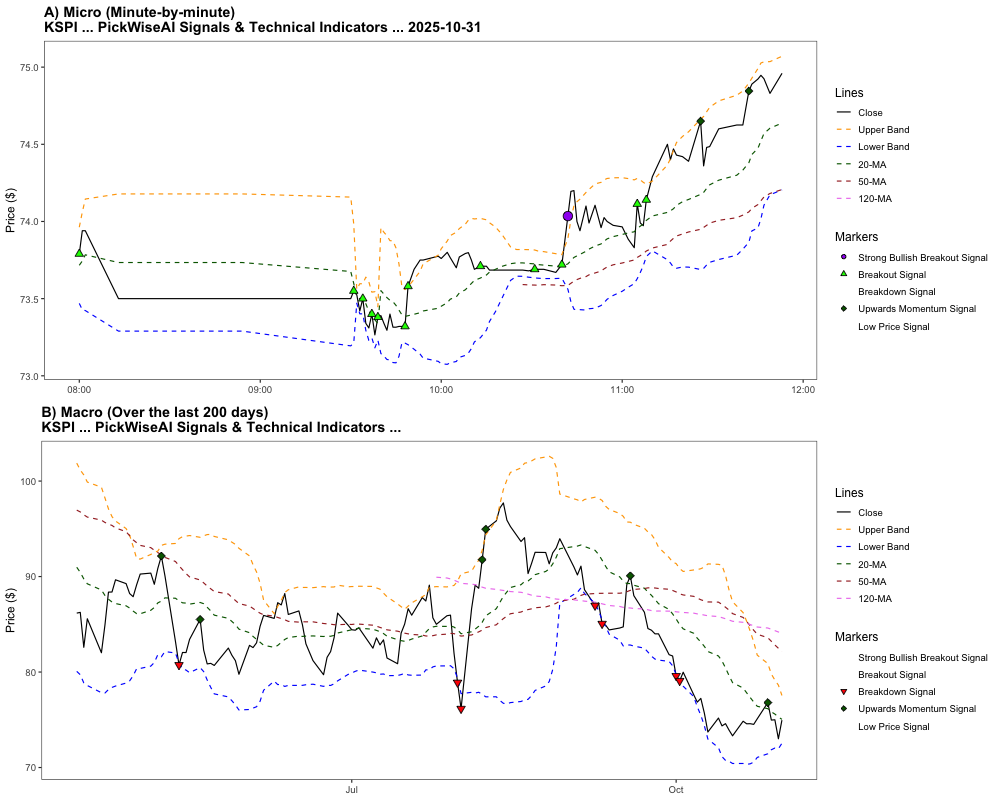 A) Micro (Minute-by-minute)
KSPI ... PickWiseAI Signals & Technical Indicators ... 2025-10-31
Price ($)
75.0
74.5
74.0
73.5
73.0
08:00
09:00
10:00
11:00
12:00
Lines
Close
Upper Band
Lower Band
20-MA
50-MA
120-MA
Markers
Strong Bullish Breakout Signal
Breakout Signal
Breakdown Signal
Upwards Momentum Signal
Low Price Signal
B) Macro (Over the last 200 days)
KSPI ... PickWiseAI Signals & Technical Indicators ...
Price ($)
100
90
80
70
Jul
Oct
Lines
Close
Upper Band
Lower Band
20-MA
50-MA
120-MA
Markers
Strong Bullish Breakout Signal
Breakout Signal
Breakdown Signal
Upwards Momentum Signal
Low Price Signal